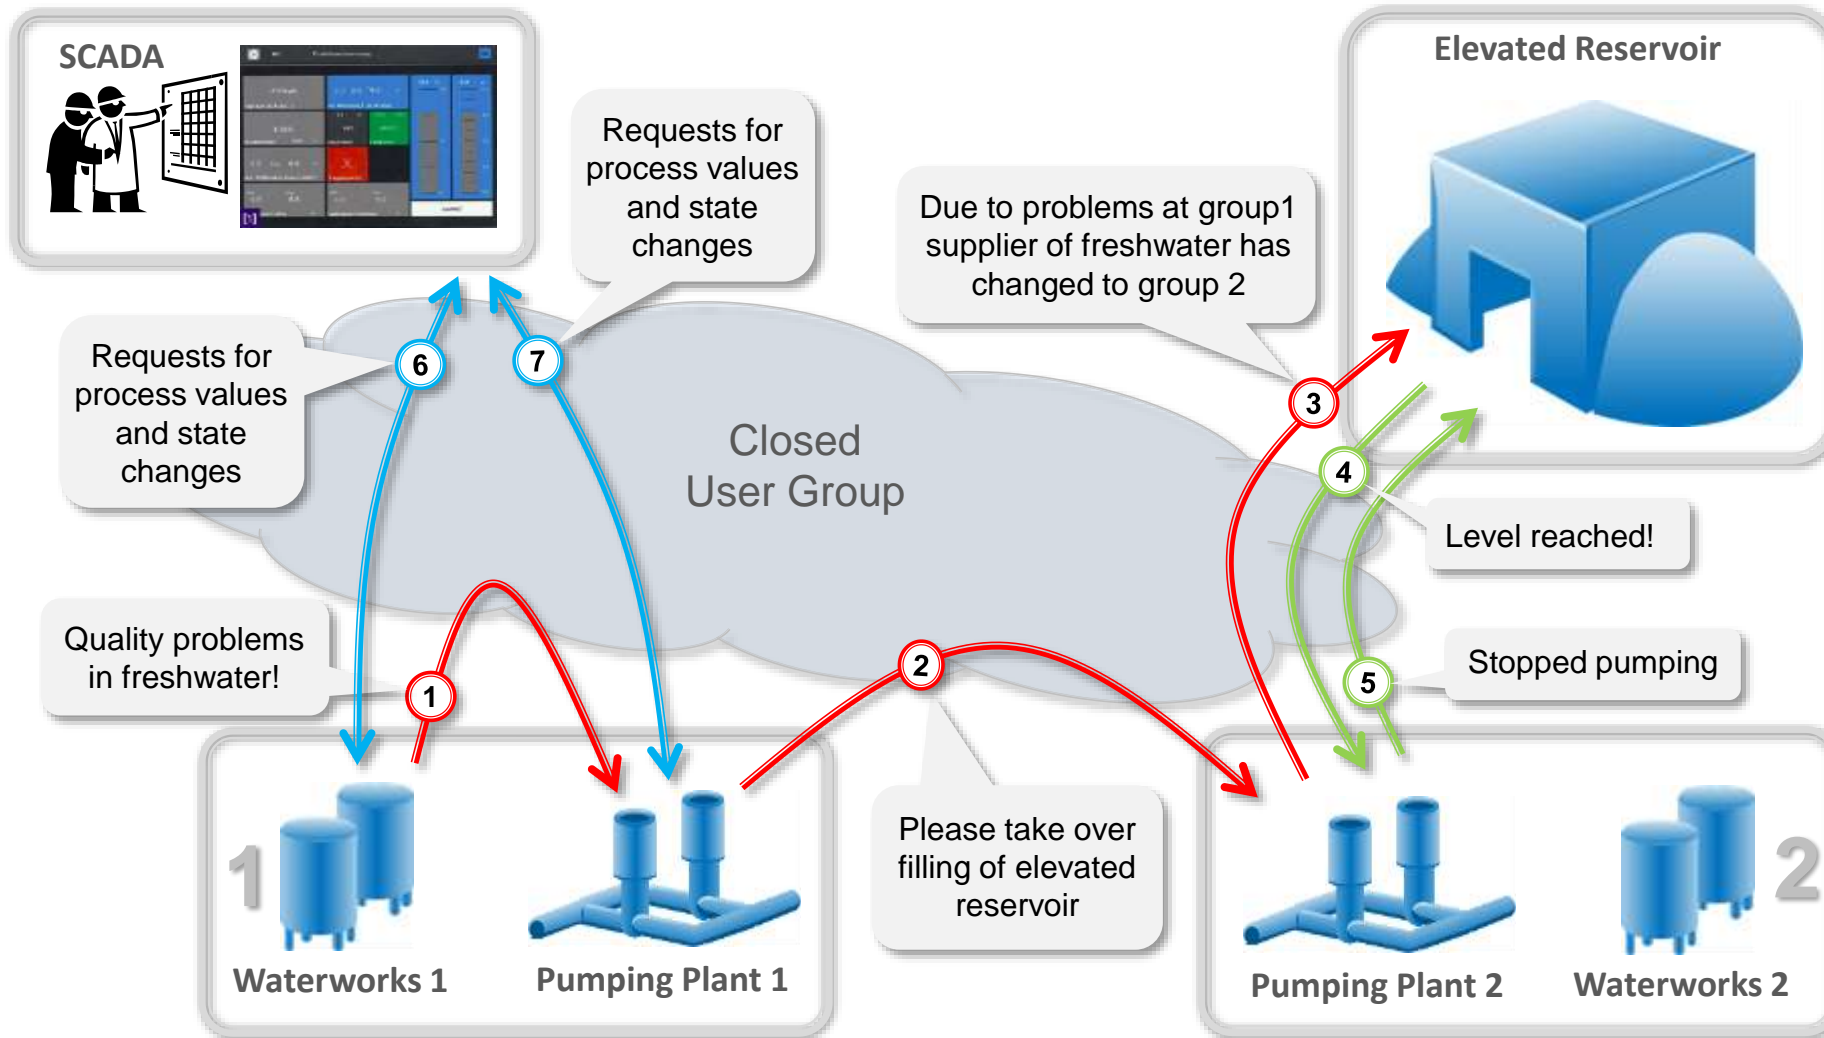 SCADA
Elevated Reservoir
Requests for
process values
and state
changes
Due to problems at group1
supplier of freshwater has
changed to group 2
Requests for
process values
and state
changes
6
7
3
Closed
User Group
4
Level reached!
Quality problems
in freshwater!
1
2
5
Stopped pumping
Please take over
filling of elevated
reservoir
1
2
Waterworks 1
Pumping Plant 1
Pumping Plant 2
Waterworks 2